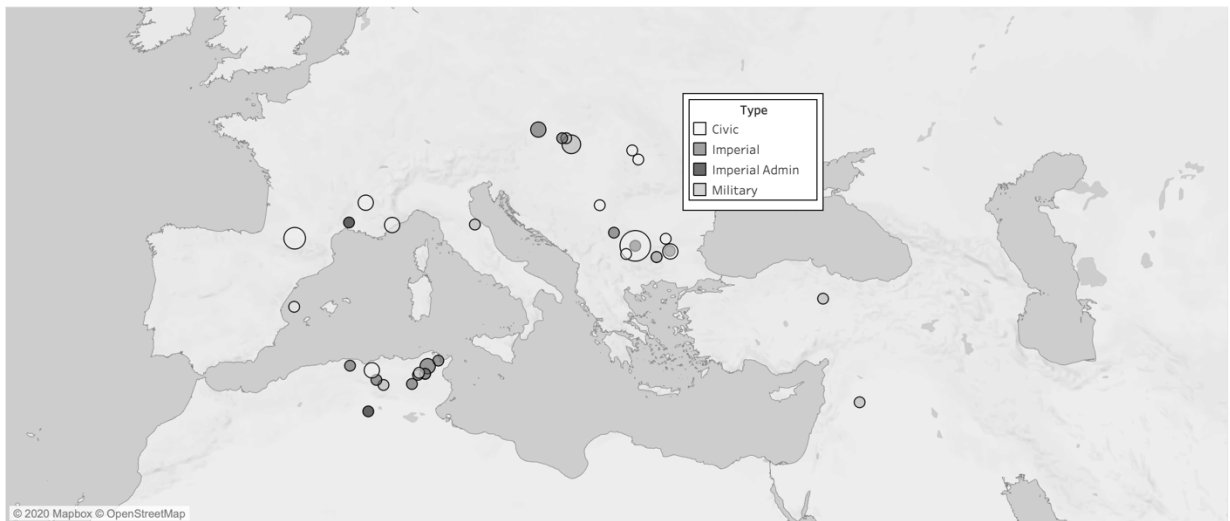 Type
Civic
Imperial
Imperial Admin
Military
© 2020 Mapbox © OpenStreetMap